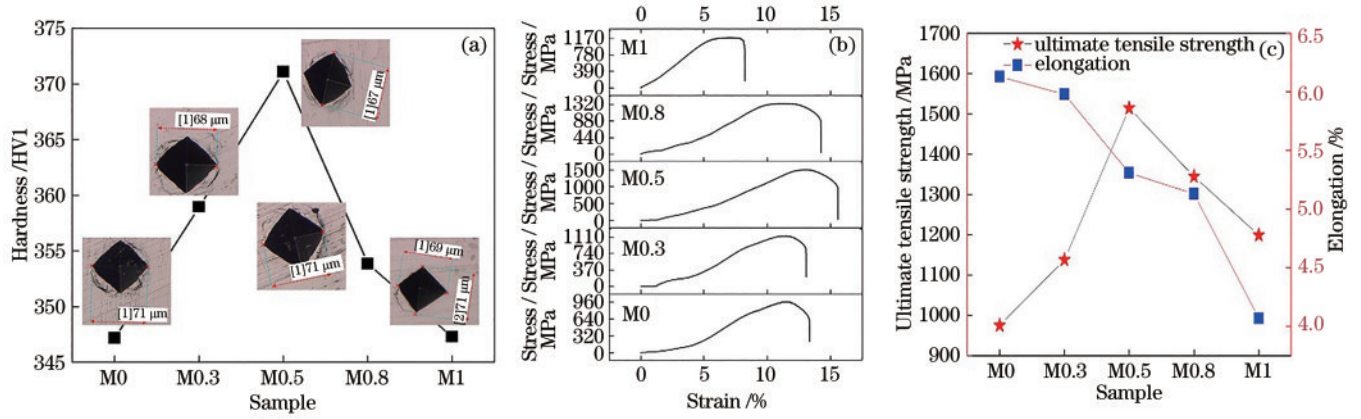 (a)
375
370
365
360
355
350
345
Hardness /HV1
[1]68 μm
[1]67 μm
[1]71 μm
[1]71 μm
[1]69 μm
[2]71 μm
M0 M0.3 M0.5 M0.8 M1
Sample
(b)
0 5 10 15
Stress / Stress / Stress / Stress / Stress /
MPa MPa MPa MPa MPa
M1
1170
780
390
0
M0.8
1320
880
440
0
M0.5
1500
1000
500
0
M0.3
1110
740
370
0
M0
960
640
320
0
0 5 10 15
Strain /%
(c)
ultimate tensile strength
elongation
1700
1600
1500
1400
1300
1200
1100
1000
900
Ultimate tensile strength /MPa
6.5
6.0
5.5
5.0
4.5
4.0
Elongation /%
M0 M0.3 M0.5 M0.8 M1
Sample